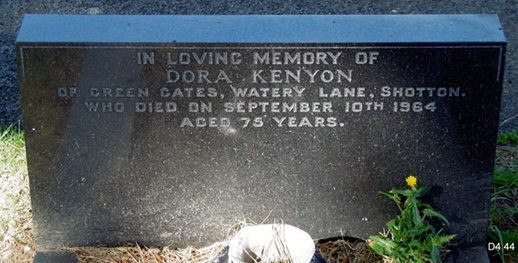 IN LOVING MEMORY OF
DORA KENYON
OF GREEN GATES, WATERY LANE, SHOTTON.
WHO DIED ON SEPTEMBER 10TH 1964
AGED 75 YEARS.
D4 44